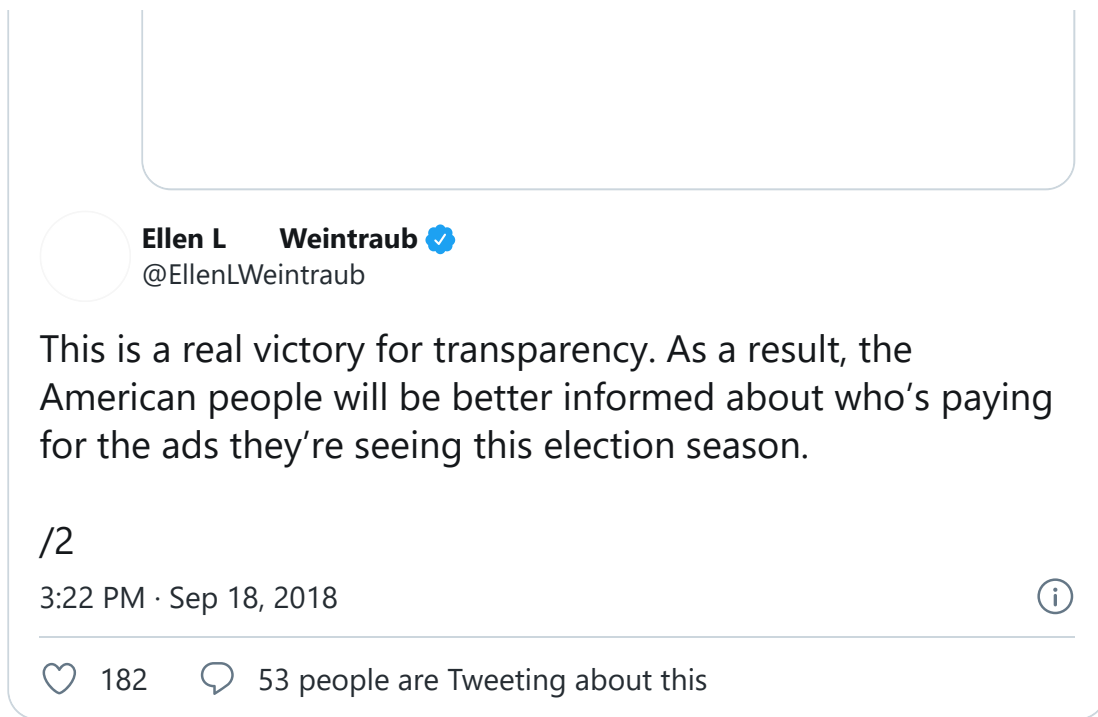 Ellen L Weintraub
@EllenLWeintraub
This is a real victory for transparency. As a result, the
American people will be better informed about who’s paying
for the ads they’re seeing this election season.
/2
3:22 PM · Sep 18, 2018
182 53 people are Tweeting about this